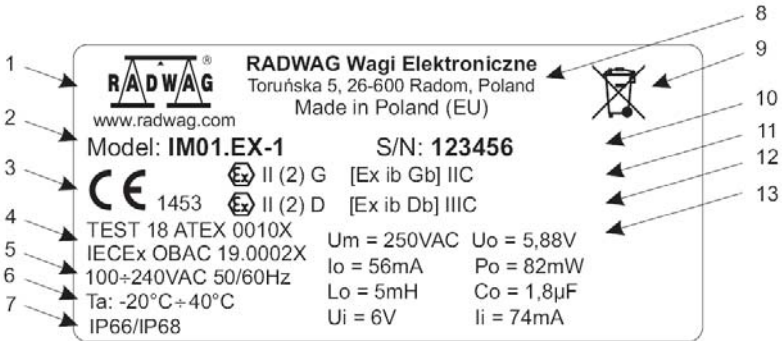 1
2
3
4
5
6
7
8
9
10
11
12
13
RADWAG®
www.radwag.com
RADWAG Wagi Elektroniczne
Toruńska 5, 26-600 Radom, Poland
Made in Poland (EU)
Model: IM01.EX-1 S/N: 123456
CE 1453
Ex II (2) G [Ex ib Gb] IIC
Ex II (2) D [Ex ib Db] IIIC
TEST 18 ATEX 0010X
IECEx OBAC 19.0002X
100÷240VAC 50/60Hz
Ta: -20°C÷40°C
IP66/IP68
Um = 250VAC Uo = 5,88V
Io = 56mA Po = 82mW
Lo = 5mH Co = 1,8µF
Ui = 6V Ii = 74mA